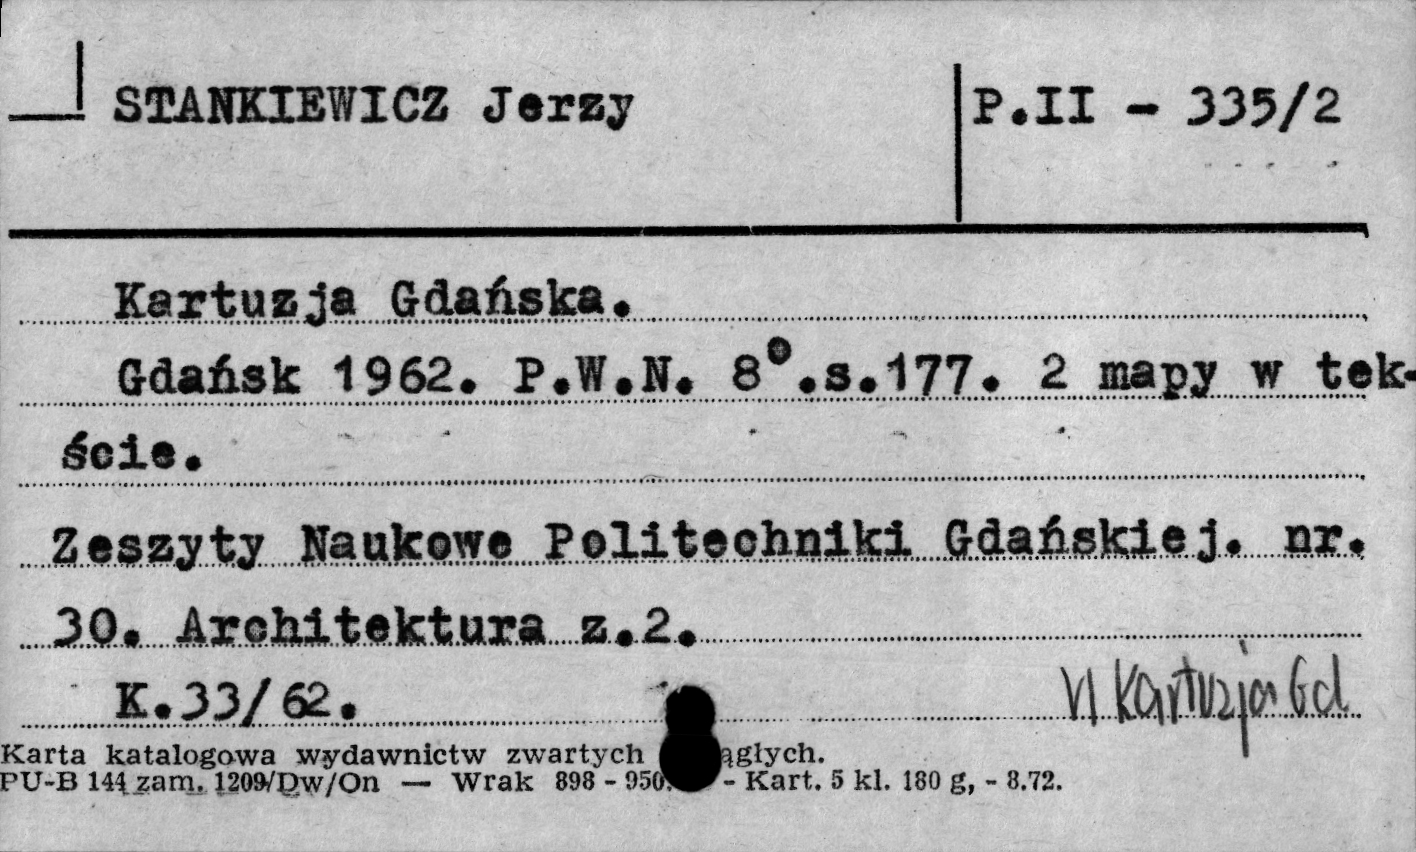 STANKIEWICZ Jerzy
P.II - 335/2
Kartuzja Gdańska.
Gdańsk 1962. P.W.N. 8°.s.177. 2 mapy w tek-
ście.
Zeszyty Naukowe Politechniki Gdańskiej. nr.
30. Architektura z.2.
K.33/62.
VI Kartuzja Gd
Karta katalogowa wydawnictw zwartych ągłych.
PU-B 144 zam. 1209/Dw/On — Wrak 898 - 950. - Kart. 5 kl. 180 g, - 8.72.